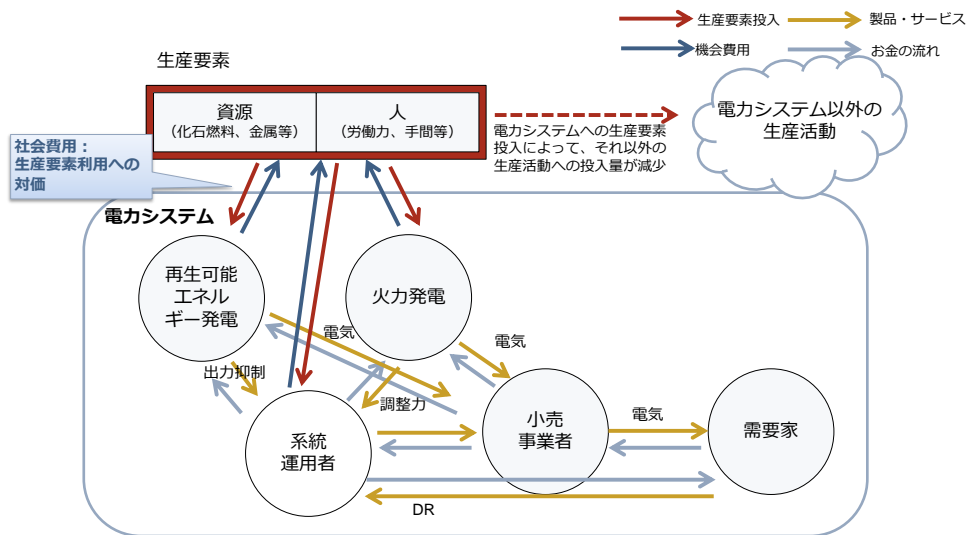 生産要素投入
製品・サービス
機会費用
お金の流れ
生産要素
資源
（化石燃料、金属等）
人
（労働力、手間等）
電力システム以外の
生産活動
電力システムへの生産要素
投入によって、それ以外の
生産活動への投入量が減少
社会費用：
生産要素利用への
対価
電力システム
再生可能
エネル
ギー発電
火力発電
電気
電気
出力抑制
調整力
系統
運用者
小売
事業者
電気
需要家
DR